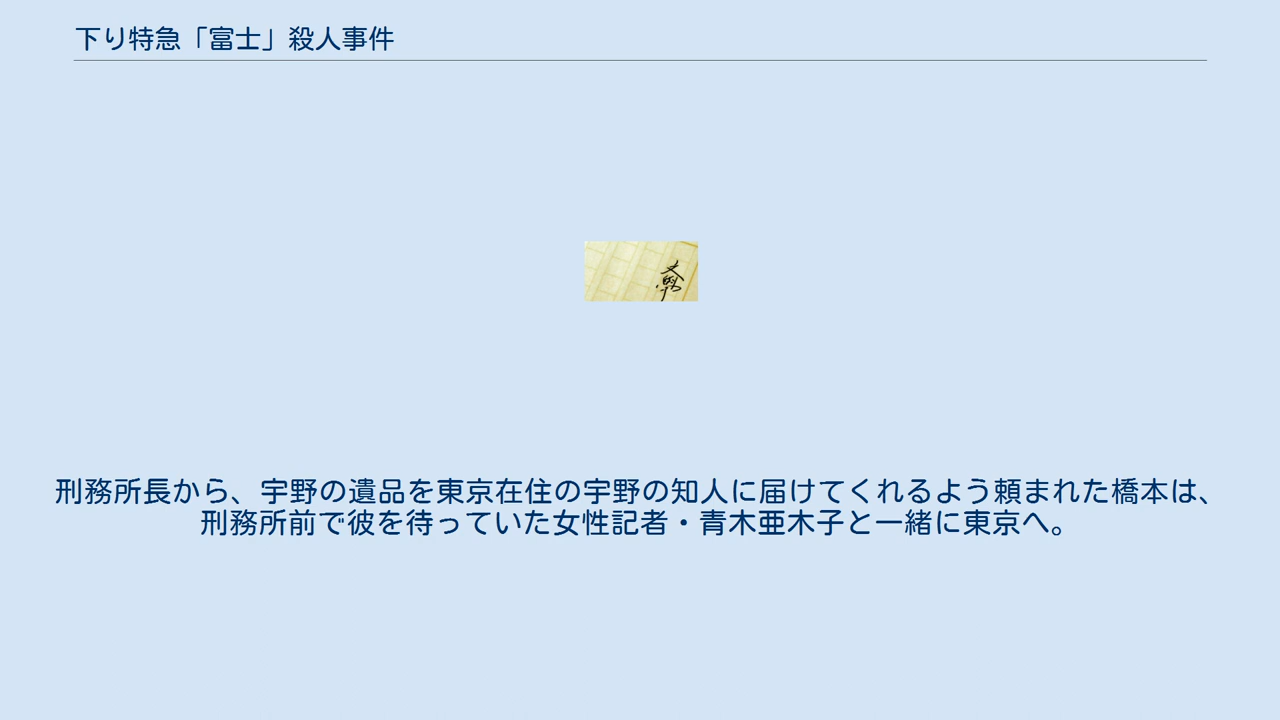 下り特急「富士」殺人事件
刑務所長から、宇野の遺品を東京在住の宇野の知人に届けてくれるよう頼まれた橋本は、
刑務所前で彼を待っていた女性記者・青木亜木子と一緒に東京へ。